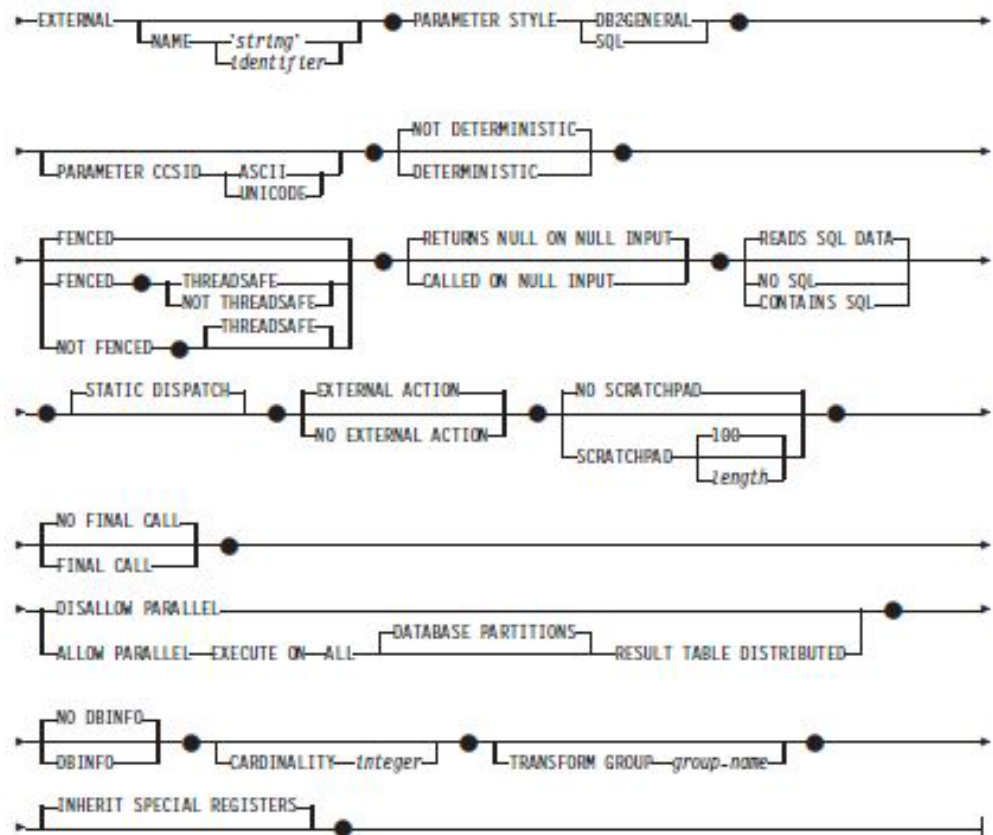 EXTERNAL PARAMETER STYLE DB2GENERAL
NAME 'string' SQL
identifier
NOT DETERMINISTIC
PARAMETER CCSID ASCII DETERMINISTIC
UNICODE
FENCED RETURNS NULL ON NULL INPUT READS SQL DATA
FENCED THREADSAFE CALLED ON NULL INPUT NO SQL
NOT THREADSAFE CONTAINS SQL
THREADSAFE
NOT FENCED
STATIC DISPATCH EXTERNAL ACTION NO SCRATCHPAD
NO EXTERNAL ACTION 100
SCRATCHPAD
length
NO FINAL CALL
FINAL CALL
DISALLOW PARALLEL
DATABASE PARTITIONS
ALLOW PARALLEL EXECUTE ON ALL RESULT TABLE DISTRIBUTED
NO DBINFO
DBINFO CARDINALITY integer TRANSFORM GROUP group-name
INHERIT SPECIAL REGISTERS